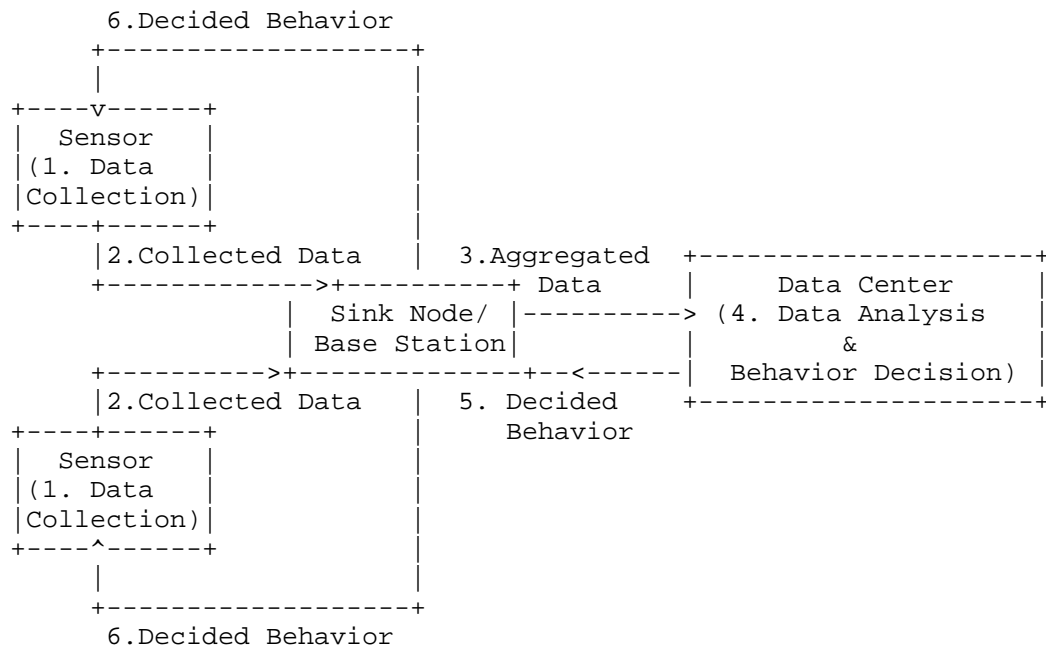 6.Decided Behavior
Sensor
(1. Data
Collection)
2.Collected Data 3.Aggregated
Data Data Center
Sink Node/ (4. Data Analysis
Base Station &
Behavior Decision)
2.Collected Data 5. Decided
Behavior
Sensor
(1. Data
Collection)
6.Decided Behavior